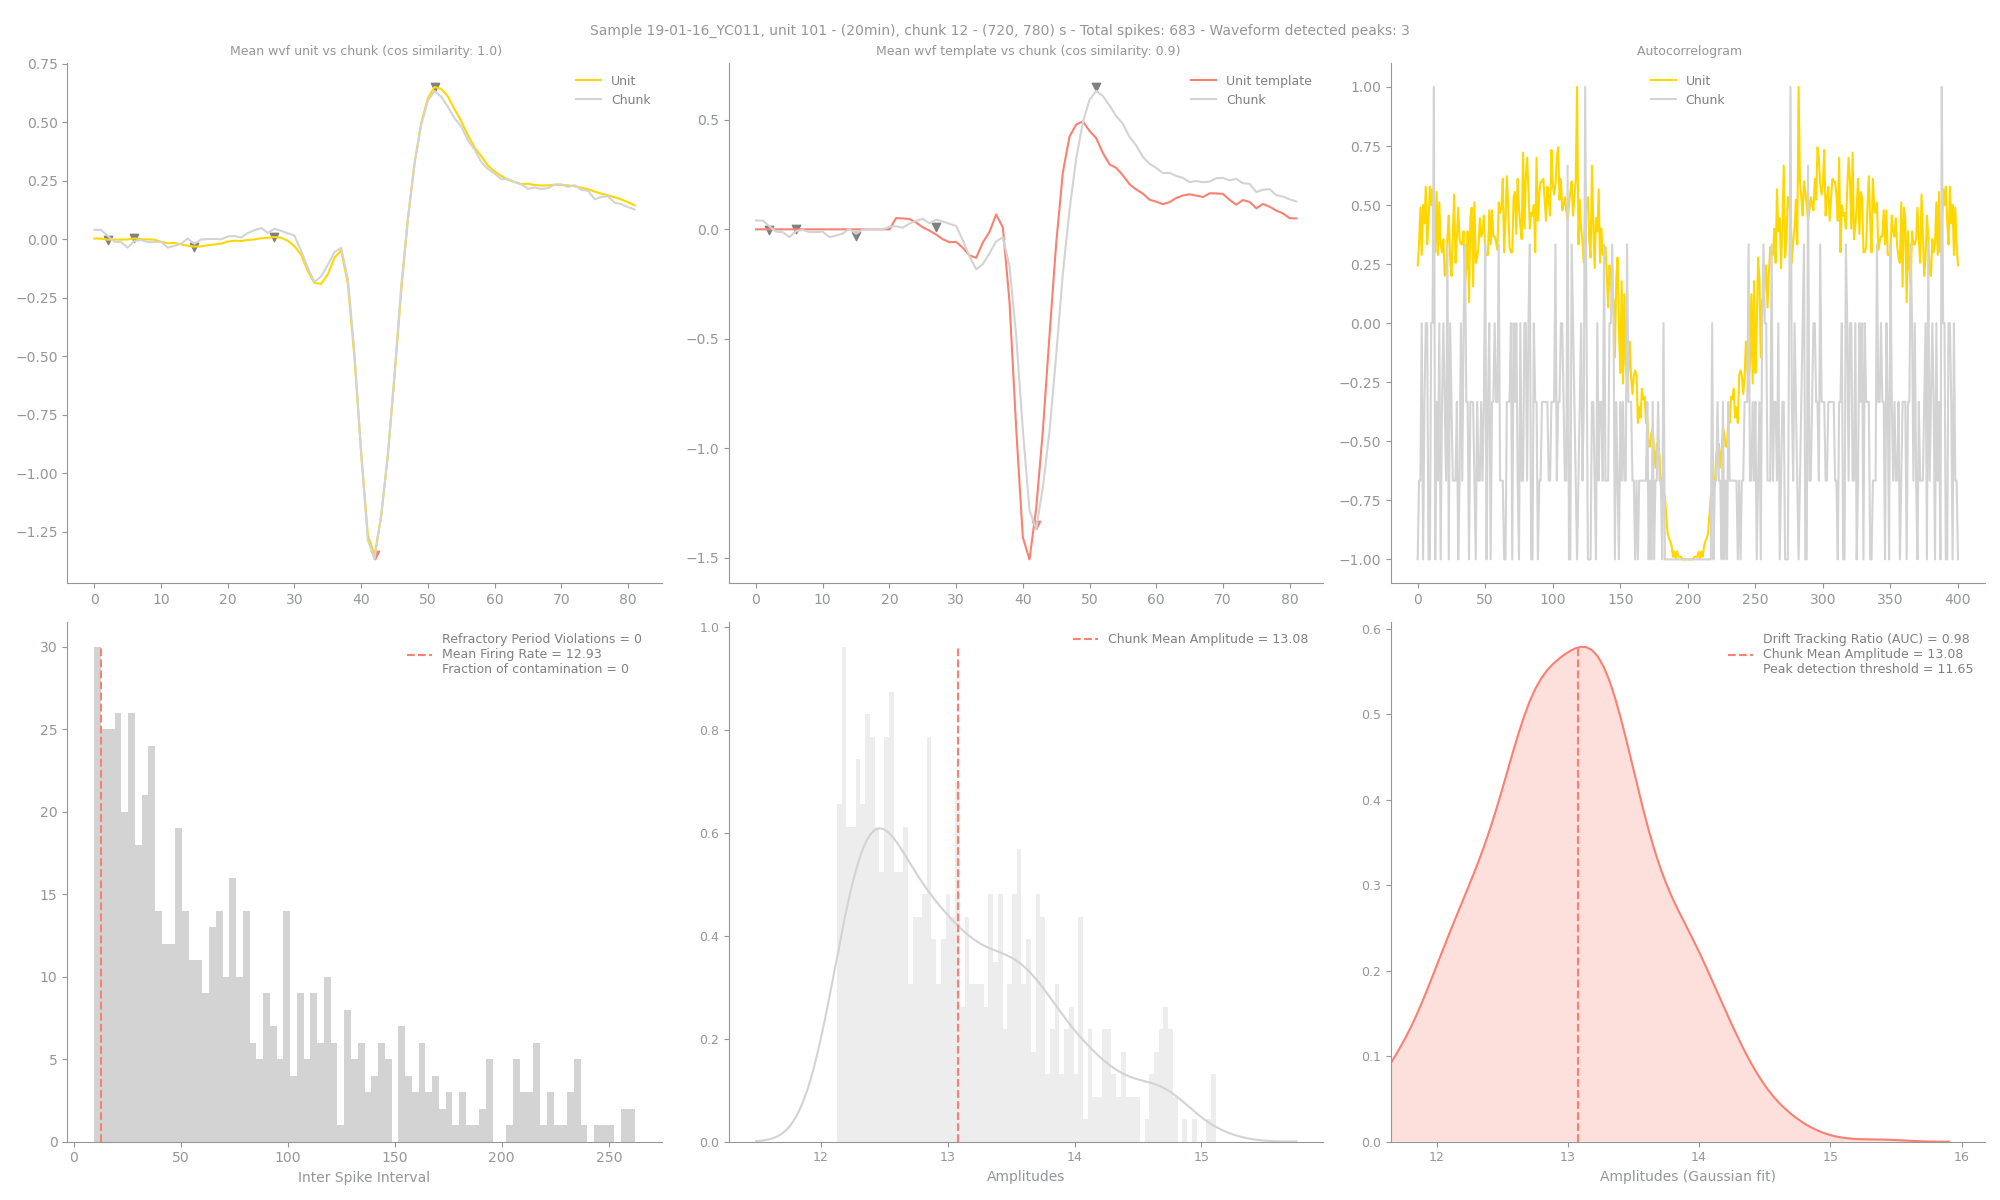 Sample 19-01-16_YC011, unit 101 - (20min), chunk 12 - (720, 780) s - Total spikes: 683 - Waveform detected peaks: 3
Mean wvf unit vs chunk (cos similarity: 1.0)
Unit
Chunk
0.75
0.50
0.25
0.00
−0.25
−0.50
−0.75
−1.00
−1.25
0 10 20 30 40 50 60 70 80
Mean wvf template vs chunk (cos similarity: 0.9)
Unit template
Chunk
0.5
0.0
−0.5
−1.0
−1.5
0 10 20 30 40 50 60 70 80
Autocorrelogram
Unit
Chunk
1.00
0.75
0.50
0.25
0.00
−0.25
−0.50
−0.75
−1.00
0 50 100 150 200 250 300 350 400
Refractory Period Violations = 0
Mean Firing Rate = 12.93
Fraction of contamination = 0
30
25
20
15
10
5
0
0 50 100 150 200 250
Inter Spike Interval
Chunk Mean Amplitude = 13.08
1.0
0.8
0.6
0.4
0.2
0.0
12 13 14 15
Amplitudes
Drift Tracking Ratio (AUC) = 0.98
Chunk Mean Amplitude = 13.08
Peak detection threshold = 11.65
0.6
0.5
0.4
0.3
0.2
0.1
0.0
12 13 14 15 16
Amplitudes (Gaussian fit)